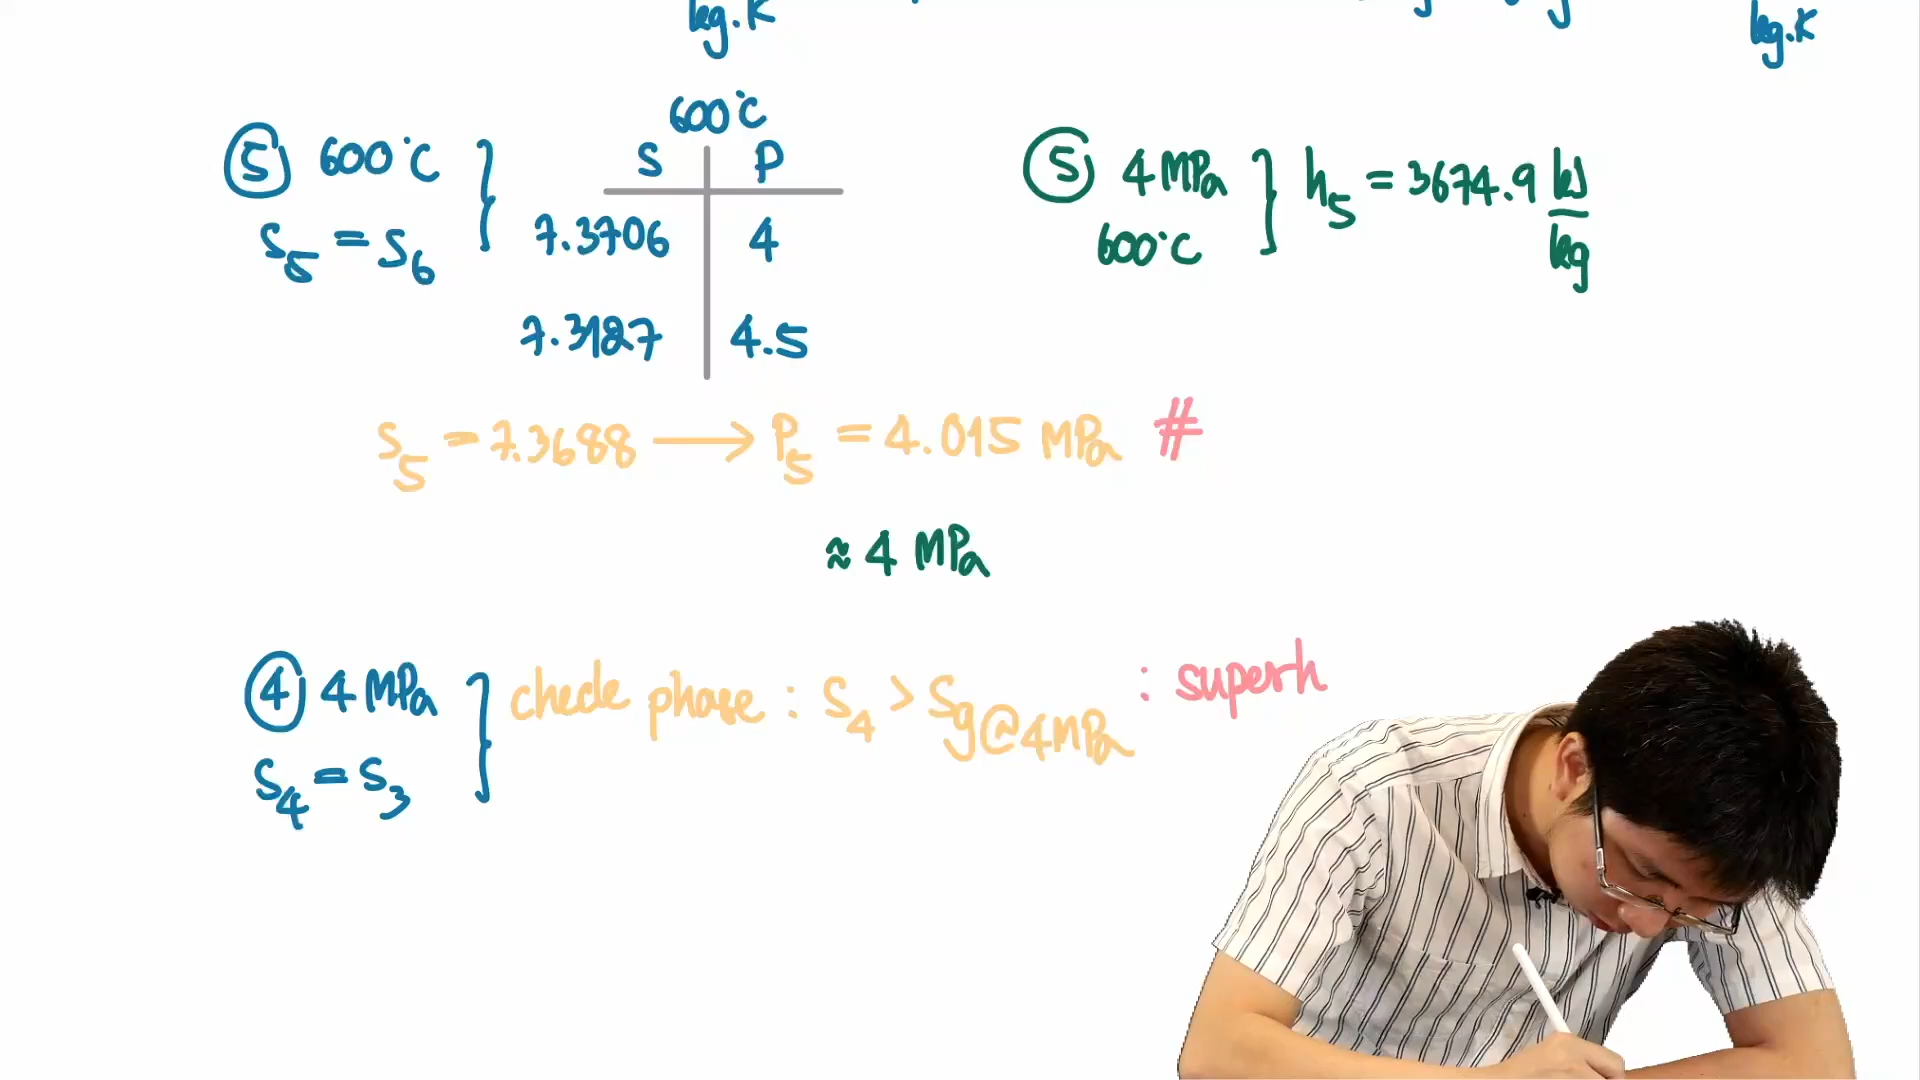 kg.K
kg.K
⑤ 600°C
S₅ = S₆
600°C
S P
7.3706 4
7.3127 4.5
⑤ 4 MPa
600°C
h₅ = 3674.9 kJ/kg
S₅ = 7.3688 → P₅ = 4.015 MPa #
≈ 4 MPa
④ 4 MPa
S₄ = S₃
check phase : S₄ > Sg@4MPa : superh